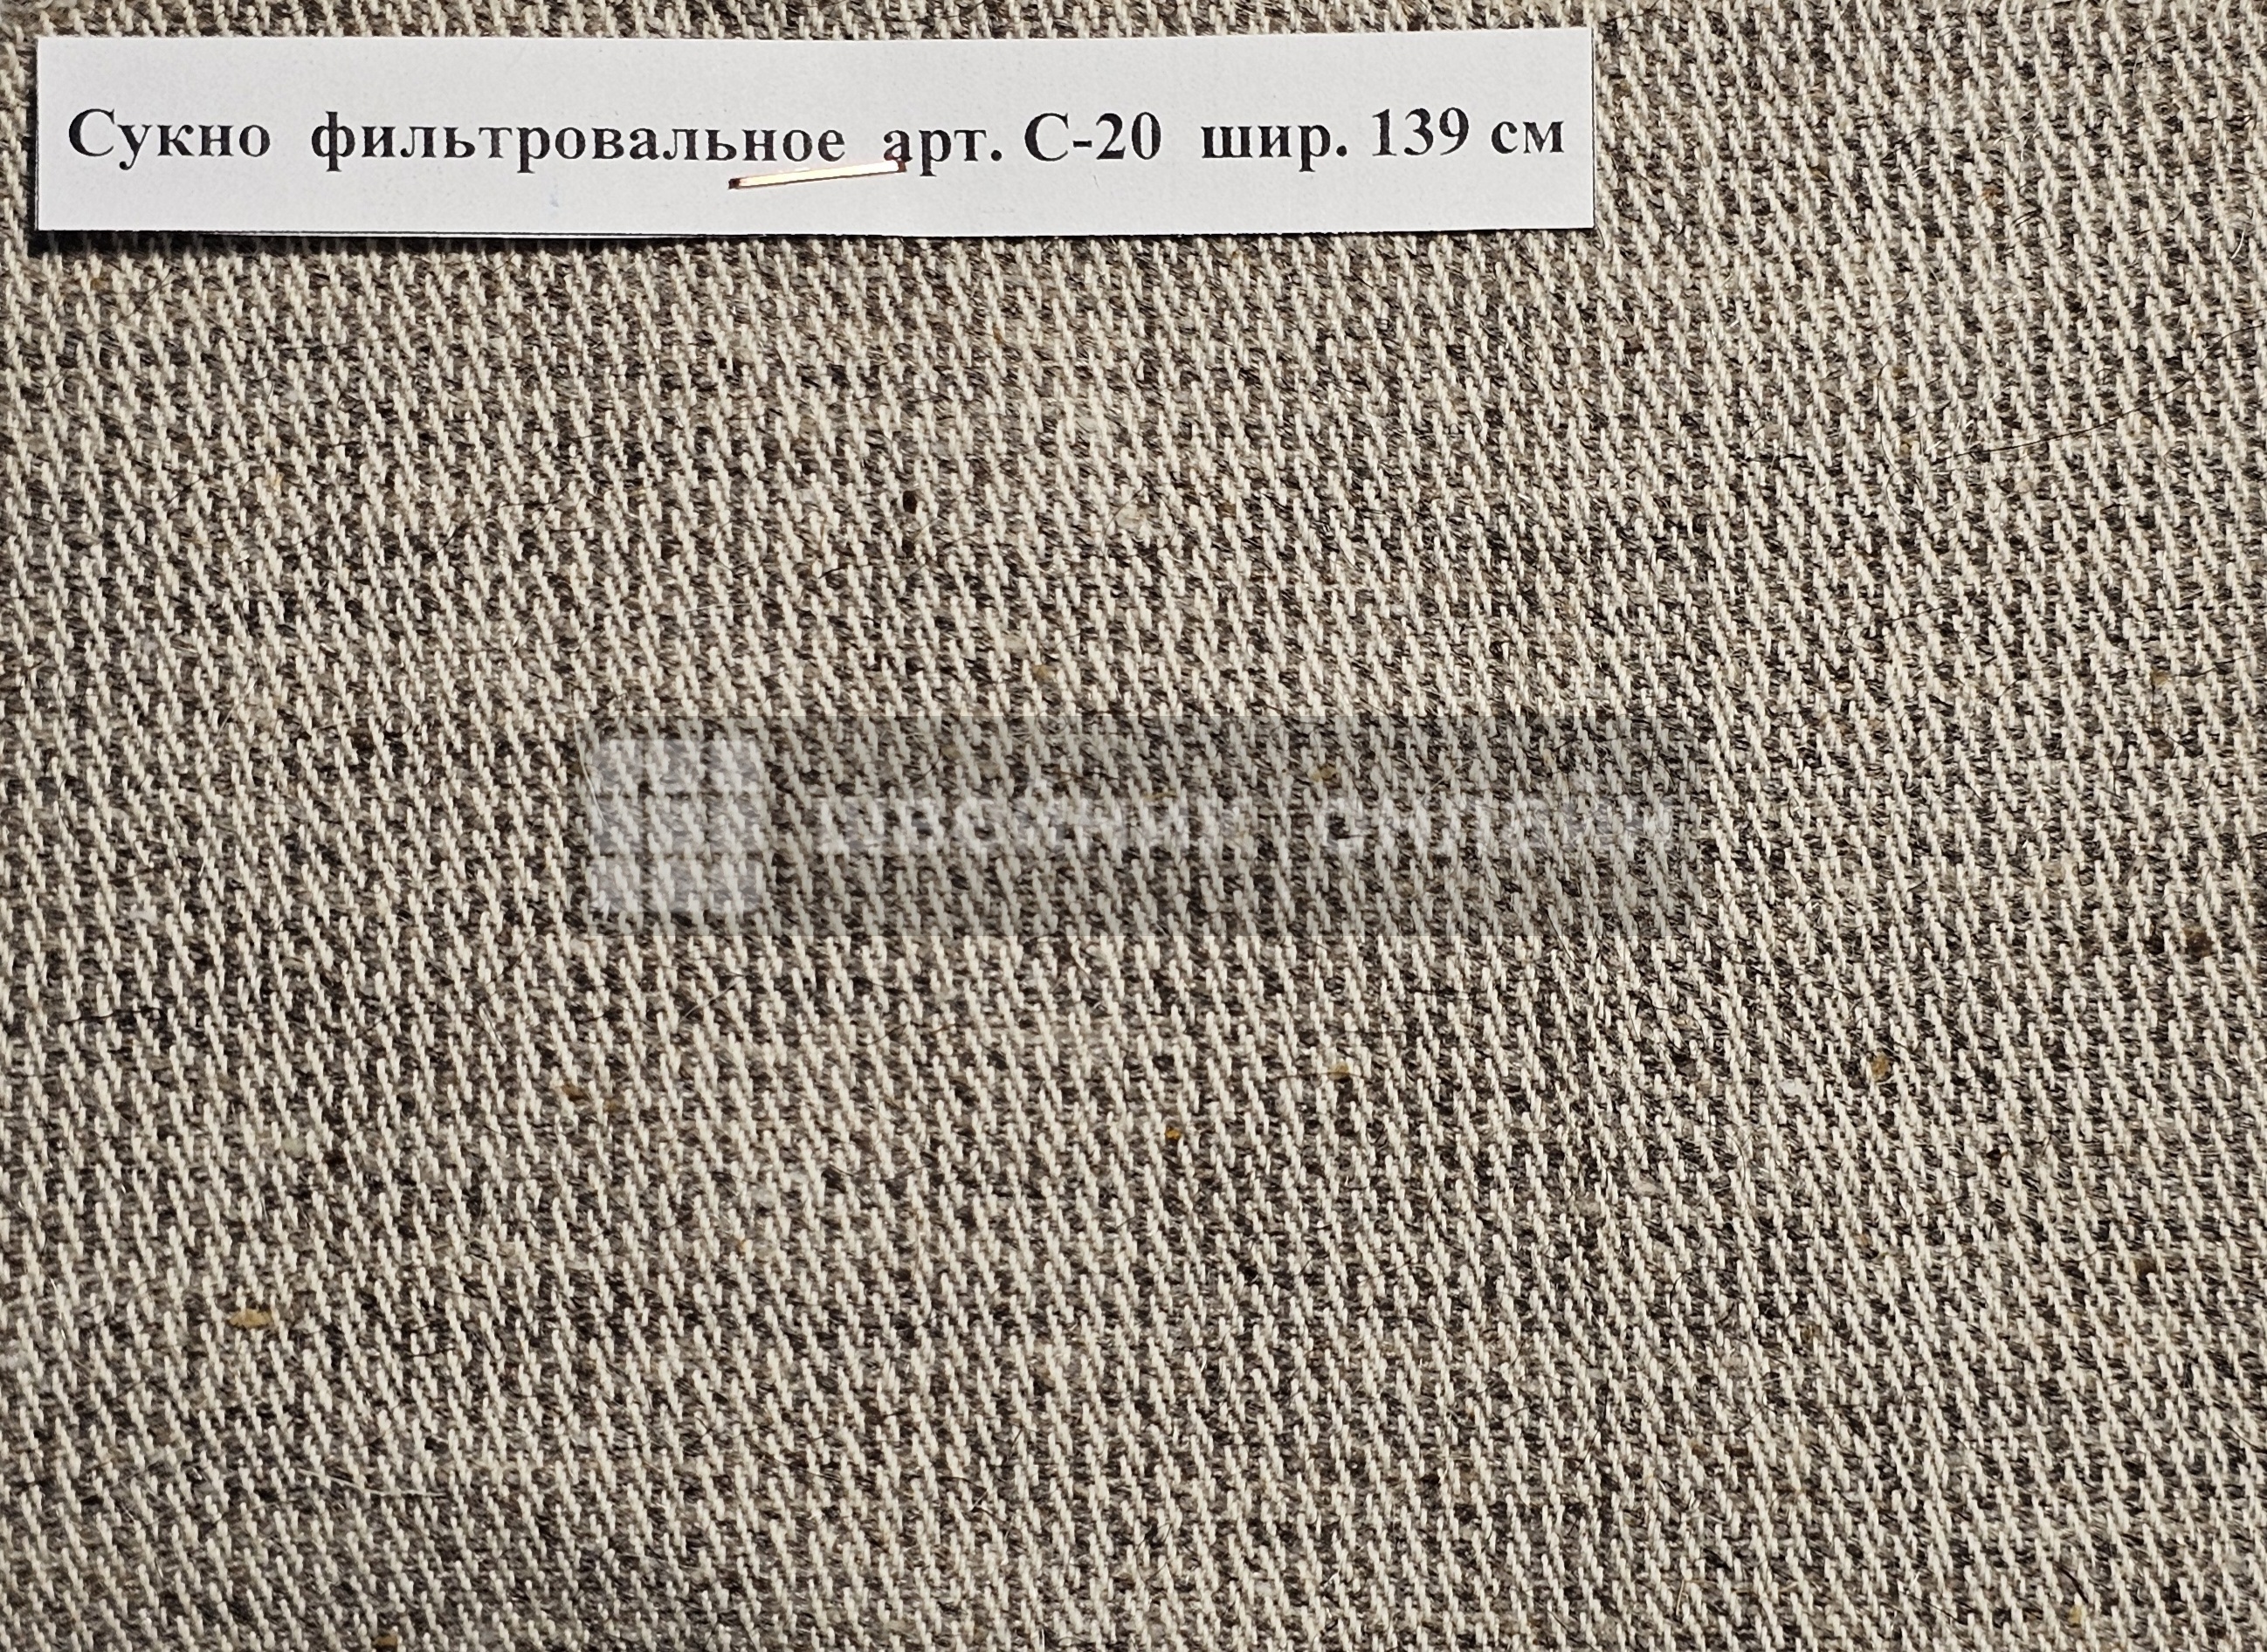 Сукно фильтровальное арт. С-20 шир. 139 см